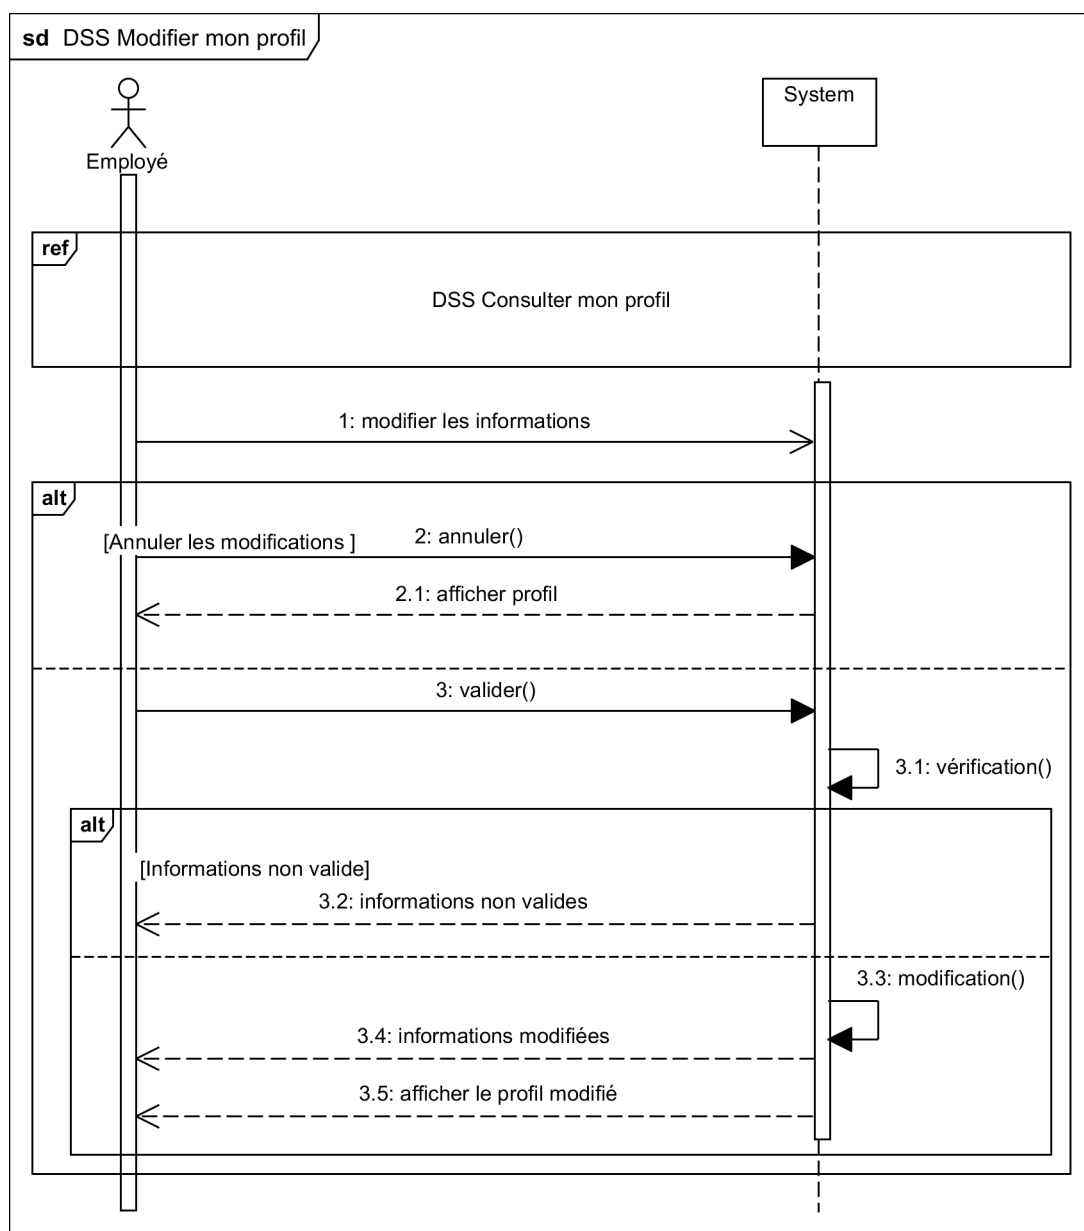 sd DSS Modifier mon profil
System
Employé
ref
DSS Consulter mon profil
1: modifier les informations
alt
[Annuler les modifications ]
2: annuler()
2.1: afficher profil
3: valider()
3.1: vérification()
alt
[Informations non valide]
3.2: informations non valides
3.3: modification()
3.4: informations modifiées
3.5: afficher le profil modifié